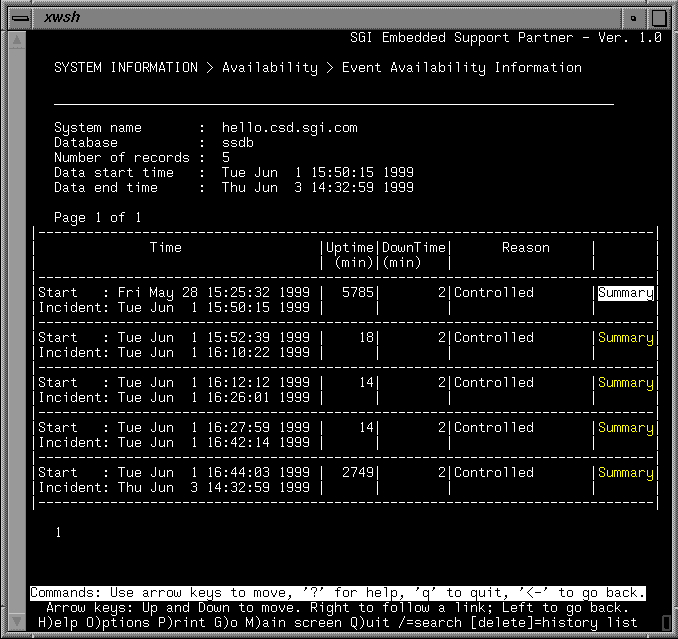 xwsh
SGI Embedded Support Partner - Ver. 1.0
SYSTEM INFORMATION > Availability > Event Availability Information
System name : hello.csd.sgi.com
Database : ssdb
Number of records : 5
Data start time : Tue Jun 1 15:50:15 1999
Data end time : Thu Jun 3 14:32:59 1999
Page 1 of 1
|-----------------------------------------------------------------------------|
| Time |Uptime|DownTime| Reason | |
| | (min)|(min) | | |
|-----------------------------------------------------------------------------|
|Start : Fri May 28 15:25:32 1999 | 5785| 2|Controlled |Summary|
|Incident: Tue Jun 1 15:50:15 1999 | | | | |
|-----------------------------------------------------------------------------|
|Start : Tue Jun 1 15:52:39 1999 | 18| 2|Controlled |Summary|
|Incident: Tue Jun 1 16:10:22 1999 | | | | |
|-----------------------------------------------------------------------------|
|Start : Tue Jun 1 16:12:12 1999 | 14| 2|Controlled |Summary|
|Incident: Tue Jun 1 16:26:01 1999 | | | | |
|-----------------------------------------------------------------------------|
|Start : Tue Jun 1 16:27:59 1999 | 14| 2|Controlled |Summary|
|Incident: Tue Jun 1 16:42:14 1999 | | | | |
|-----------------------------------------------------------------------------|
|Start : Tue Jun 1 16:44:03 1999 | 2749| 2|Controlled |Summary|
|Incident: Thu Jun 3 14:32:59 1999 | | | | |
|-----------------------------------------------------------------------------|
1
Commands: Use arrow keys to move, '?' for help, 'q' to quit, '<-' to go back.
Arrow keys: Up and Down to move. Right to follow a link; Left to go back.
H)elp O)ptions P)rint G)o M)ain screen Q)uit /=search [delete]=history list